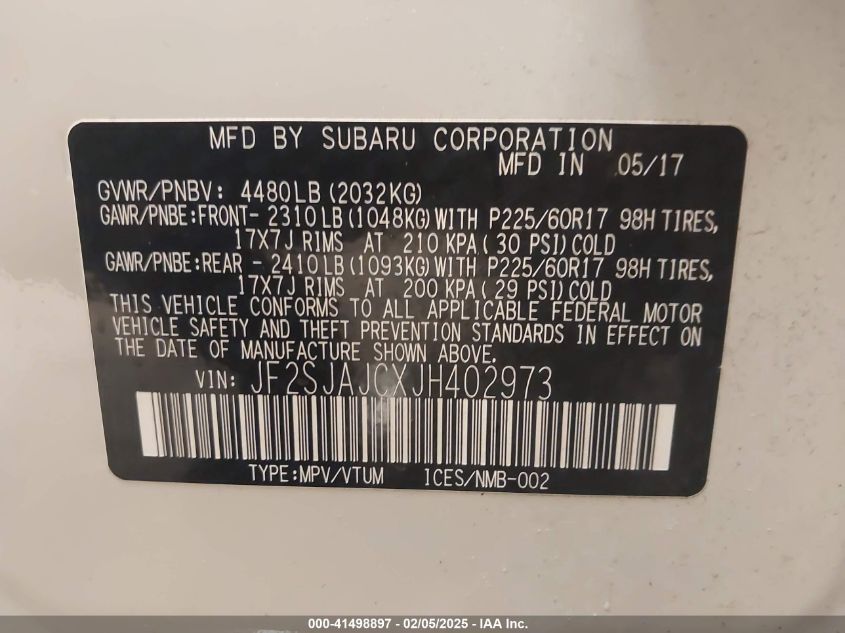 MFD BY SUBARU CORPORATION
MFD IN 05/17
GVWR/PNBV: 4480LB (2032KG)
GAWR/PNBE:FRONT- 2310LB(1048KG)WITH P225/60R17 98H TIRES,
17X7J RIMS AT 210 KPA( 30 PSI)COLD
GAWR/PNBE:REAR - 2410LB(1093KG)WITH P225/60R17 98H TIRES,
17X7J RIMS AT 200 KPA( 29 PSI)COLD
THIS VEHICLE CONFORMS TO ALL APPLICABLE FEDERAL MOTOR
VEHICLE SAFETY AND THEFT PREVENTION STANDARDS IN EFFECT ON
THE DATE OF MANUFACTURE SHOWN ABOVE.
VIN: JF2SJAJCXJH402973
TYPE:MPV/VTUM ICES/NMB-002
000-41498897 - 02/05/2025 - IAA Inc.